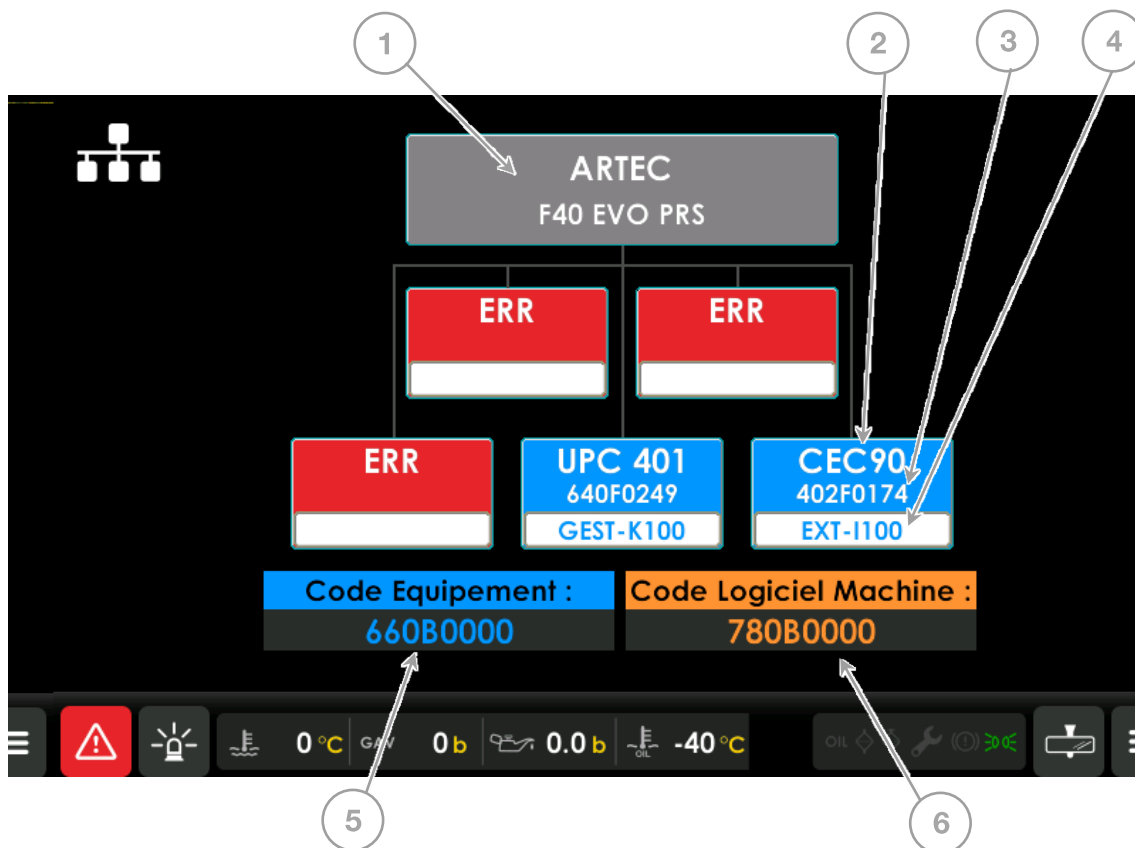 1
2
3
4
ARTEC
F40 EVO PRS
ERR
ERR
ERR
UPC 401
640F0249
GEST-K100
CEC90
402F0174
EXT-I100
Code Equipement :
660B0000
Code Logiciel Machine :
780B0000
0 °C
GAV
0 b
0.0 b
OIL
-40 °C
OIL
5
6